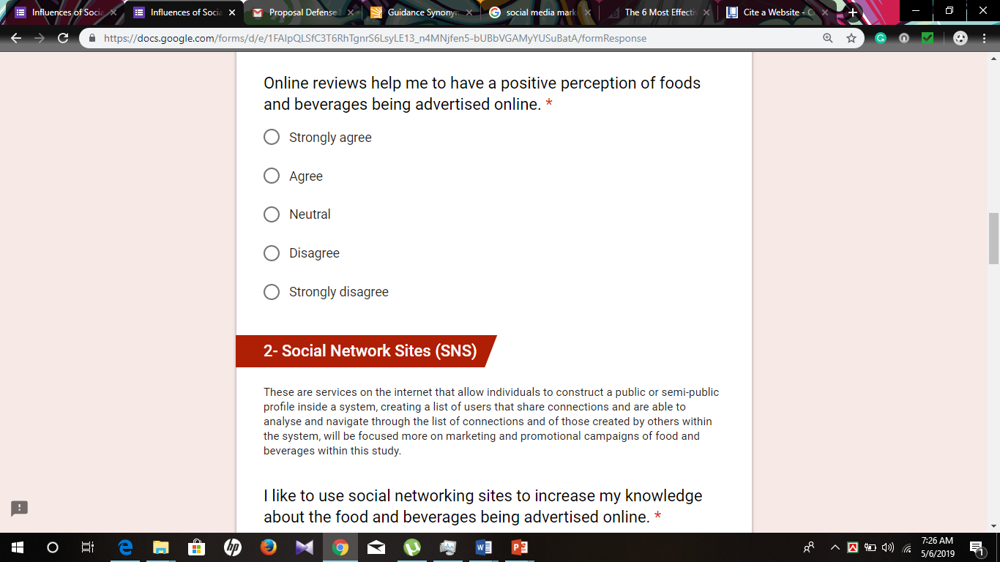 Influences of Socia
Influences of Socia
Proposal Defense
Guidance Synonyn
social media mark
The 6 Most Effectiv
Cite a Website - Ci
https://docs.google.com/forms/d/e/1FAIpQLSfC3T6RhTgnrS6LsyLE13_n4MNjfen5-bUBbVGAMyYUSuBatA/formResponse
Online reviews help me to have a positive perception of foods
and beverages being advertised online. *
Strongly agree
Agree
Neutral
Disagree
Strongly disagree
2- Social Network Sites (SNS)
These are services on the internet that allow individuals to construct a public or semi-public
profile inside a system, creating a list of users that share connections and are able to
analyse and navigate through the list of connections and of those created by others within
the system, will be focused more on marketing and promotional campaigns of food and
beverages within this study.
I like to use social networking sites to increase my knowledge
about the food and beverages being advertised online. *
7:26 AM
5/6/2019